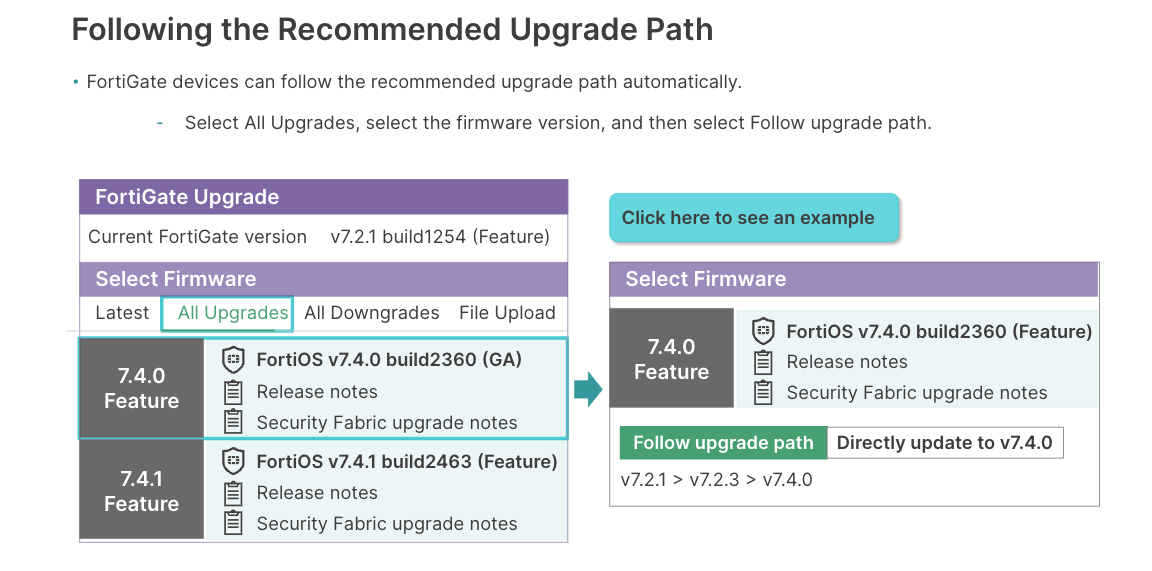 Following the Recommended Upgrade Path
• FortiGate devices can follow the recommended upgrade path automatically.
- Select All Upgrades, select the firmware version, and then select Follow upgrade path.
FortiGate Upgrade
Current FortiGate version v7.2.1 build1254 (Feature)
Select Firmware
Latest All Upgrades All Downgrades File Upload
7.4.0
Feature
FortiOS v7.4.0 build2360 (GA)
Release notes
Security Fabric upgrade notes
7.4.1
Feature
FortiOS v7.4.1 build2463 (Feature)
Release notes
Security Fabric upgrade notes
Click here to see an example
Select Firmware
7.4.0
Feature
FortiOS v7.4.0 build2360 (Feature)
Release notes
Security Fabric upgrade notes
Follow upgrade path Directly update to v7.4.0
v7.2.1 > v7.2.3 > v7.4.0